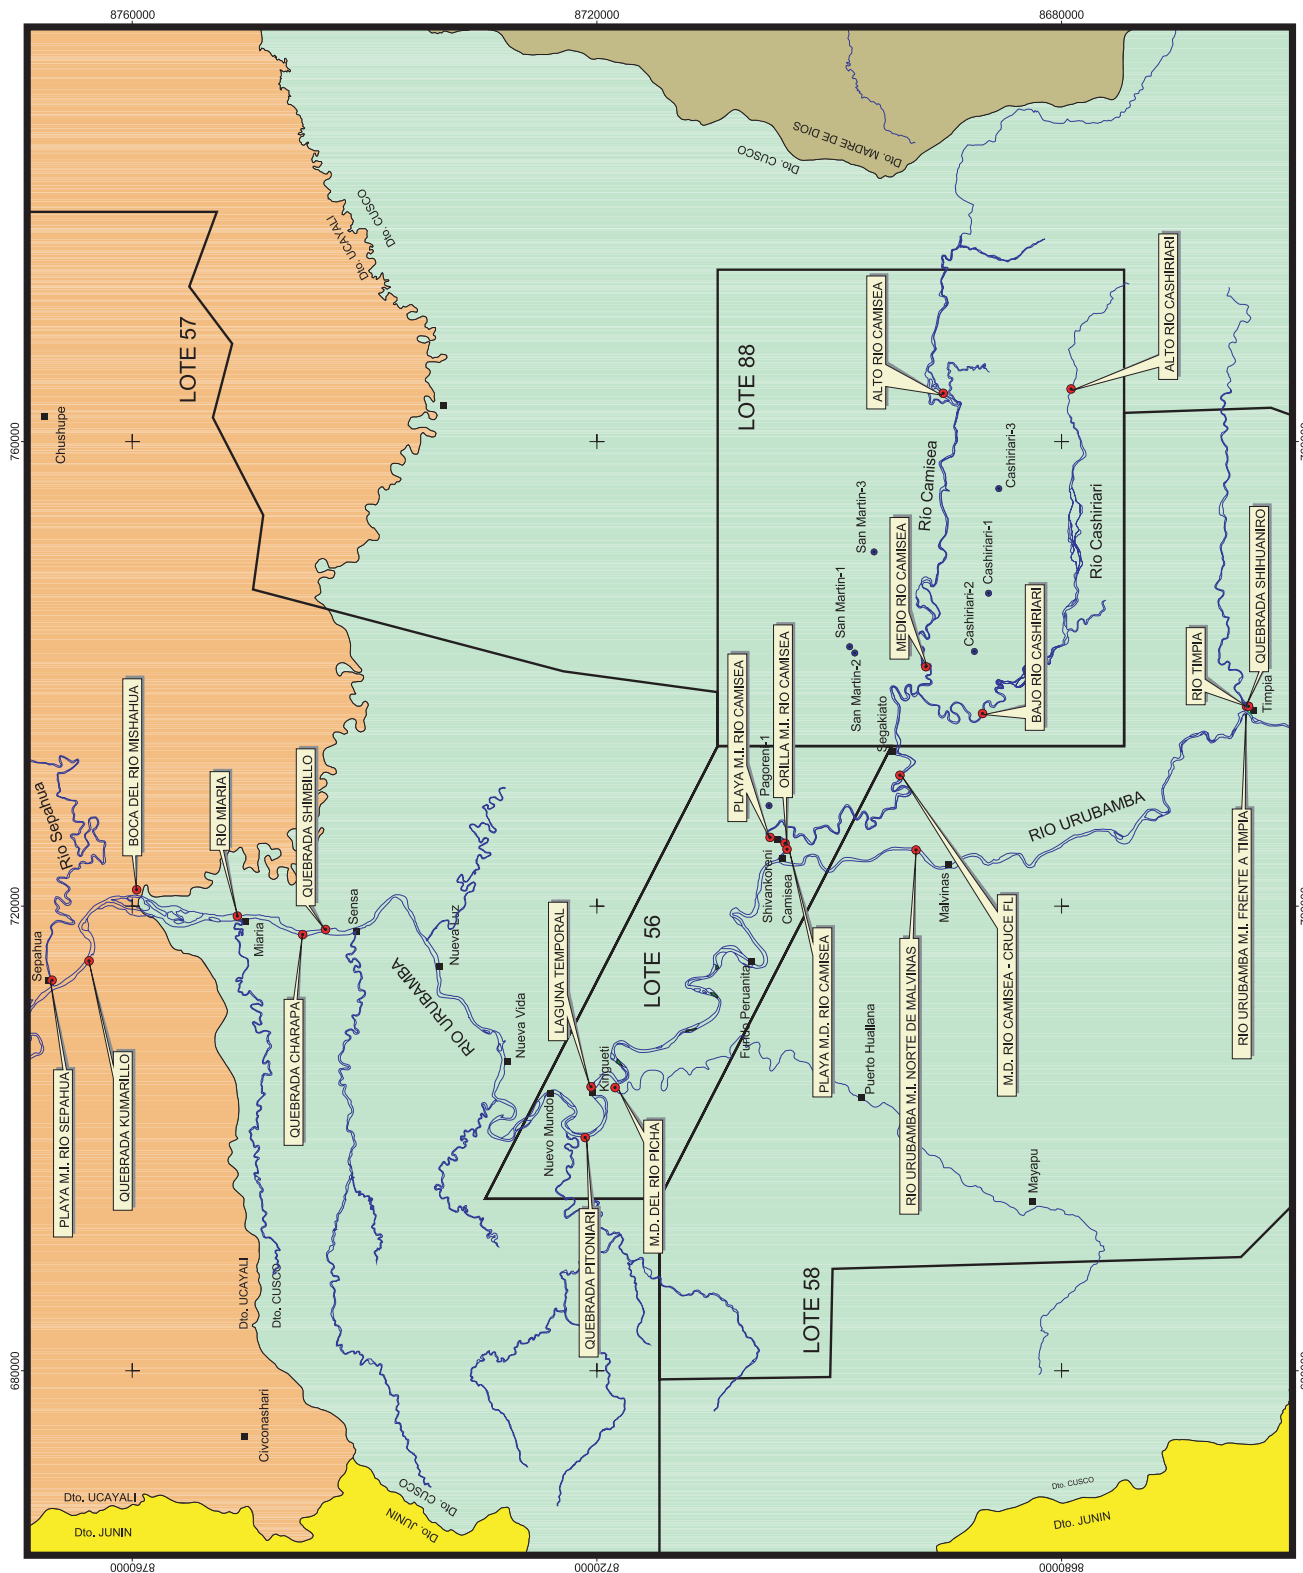 8760000
8720000
8680000
760000
720000
680000
8760000
8720000
8680000
Chushupe
LOTE 57
Dto. UCAYALI
Dto. CUSCO
Dto. CUSCO
Dto. MADRE DE DIOS
LOTE 88
ALTO RIO CAMISEA
ALTO RIO CASHIRIARI
Río Camisea
Cashiriari-3
San Martin-3
MEDIO RIO CAMISEA
Cashiriari-1
Río Cashiriari
San Martin-1
San Martin-2
Cashiriari-2
BAJO RIO CASHIRIARI
QUEBRADA SHIHUANIRO
RIO TIMPIA
Timpia
PLAYA M.I. RIO CAMISEA
ORILLA M.I. RIO CAMISEA
Pagoreni-1
Segakiato
RIO URUBAMBA
BOCA DEL RIO MISHAHUA
RIO MIARIA
QUEBRADA SHIMBILLO
Río Sepahua
Sepahua
Miaria
Sensa
Nueva Luz
RIO URUBAMBA
Nueva Vida
LAGUNA TEMPORAL
LOTE 56
Shivankoreni
Camisea
Malvinas
Fundo Peruanita
PLAYA M.D. RIO CAMISEA
RIO URUBAMBA M.I. NORTE DE MALVINAS
M.D. RIO CAMISEA - CRUCE FL
RIO URUBAMBA M.I. FRENTE A TIMPIA
PLAYA M.I. RIO SEPAHUA
QUEBRADA KUMARILLO
QUEBRADA CHARAPA
Kirigueti
Nuevo Mundo
Puerto Huallana
Mayapu
QUEBRADA PITONIARI
M.D. DEL RIO PICHA
Dto. UCAYALI
Dto. CUSCO
LOTE 58
Civconashari
Dto. UCAYALI
Dto. JUNIN
Dto. CUSCO
Dto. JUNIN
Dto. CUSCO
Dto. JUNIN